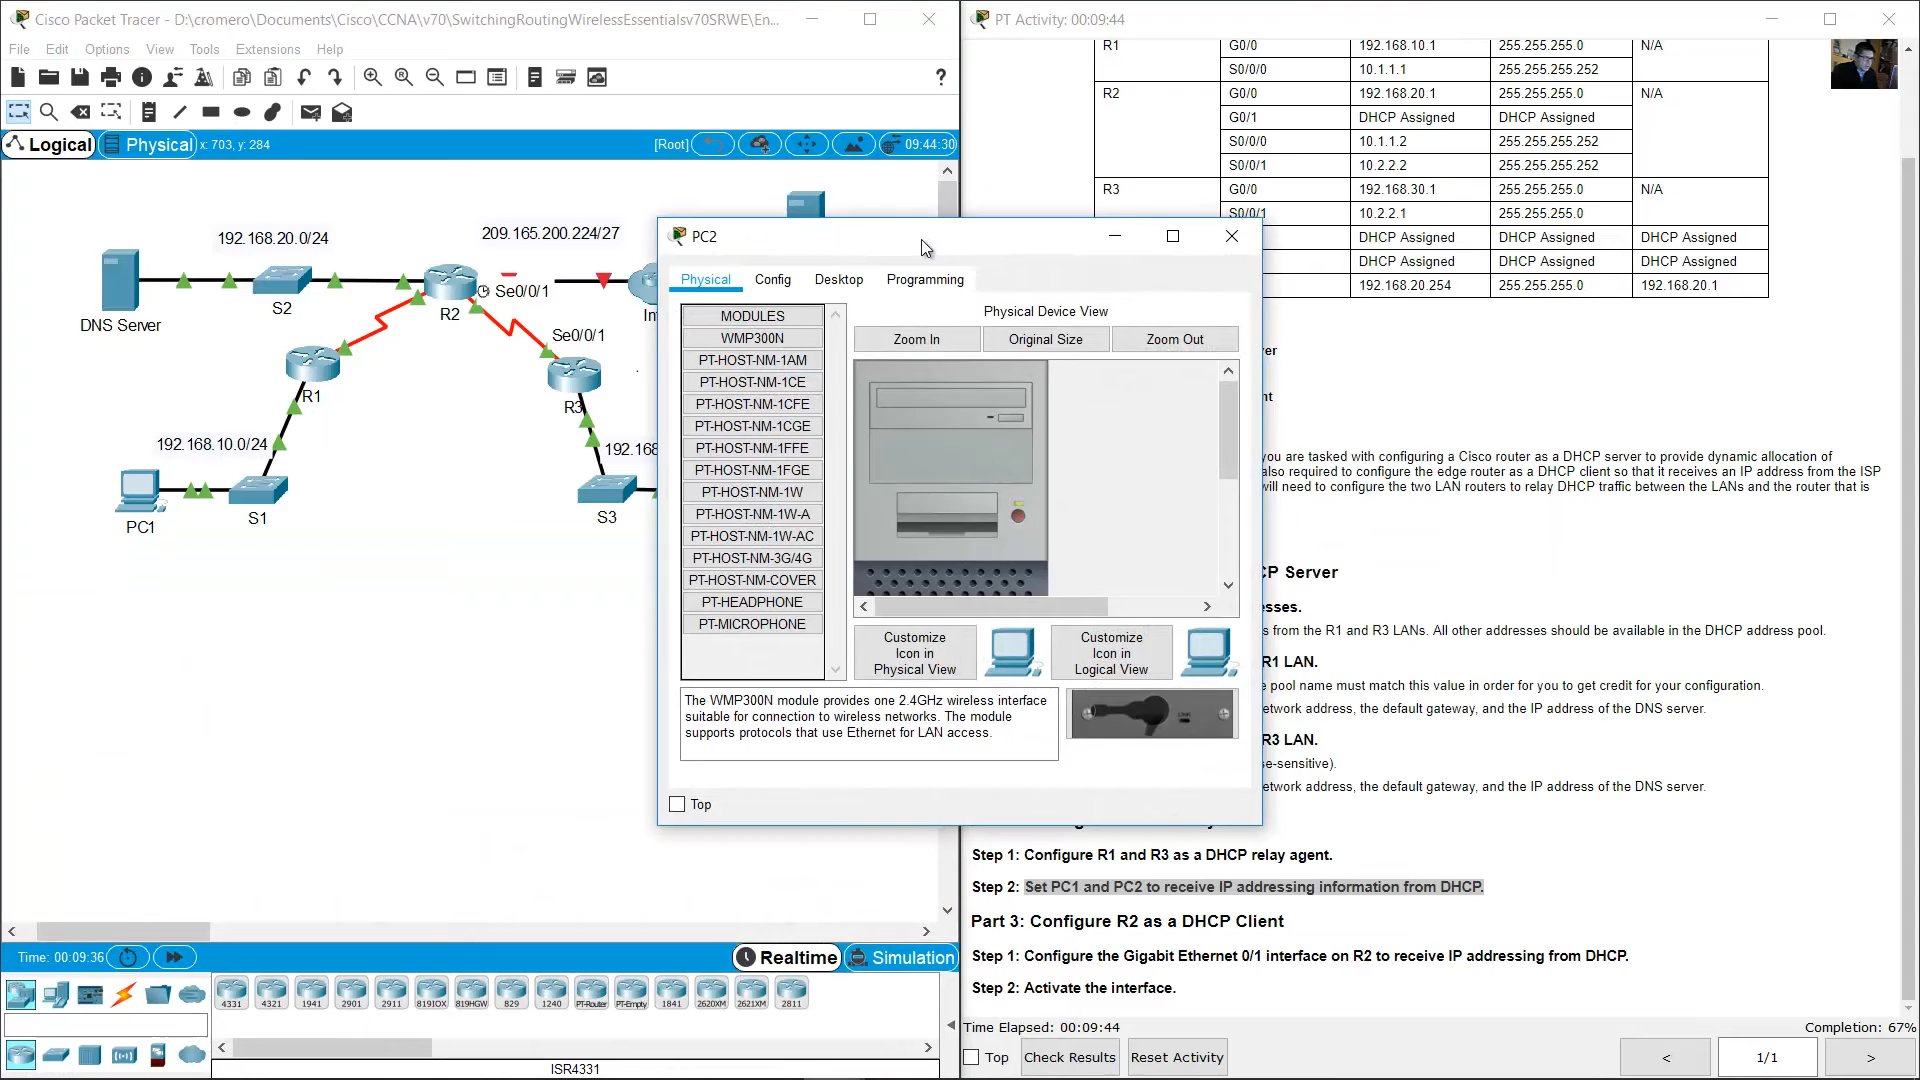 Cisco Packet Tracer - D:\cromero\Documents\Cisco\CCNA\v70\SwitchingRoutingWirelessEssentialsv70SRWE\En...
File Edit Options View Tools Extensions Help
?
Logical Physical x: 703, y: 284 [Root] 09:44:30
192.168.20.0/24
209.165.200.224/27
DNS Server
S2
R2
Se0/0/1
In
Se0/0/1
R1
R3
192.168.10.0/24
192.168
PC1
S1
S3
Time: 00:09:36
Realtime Simulation
4331 4321 1941 2901 2911 819IOX 819HGW 829 1240 PT-Router PT-Empty 1841 2620XM 2621XM 2811
ISR4331
PC2
Physical Config Desktop Programming
MODULES
WMP300N
PT-HOST-NM-1AM
PT-HOST-NM-1CE
PT-HOST-NM-1CFE
PT-HOST-NM-1CGE
PT-HOST-NM-1FFE
PT-HOST-NM-1FGE
PT-HOST-NM-1W
PT-HOST-NM-1W-A
PT-HOST-NM-1W-AC
PT-HOST-NM-3G/4G
PT-HOST-NM-COVER
PT-HEADPHONE
PT-MICROPHONE
Physical Device View
Zoom In Original Size Zoom Out
Customize
Icon in
Physical View
Customize
Icon in
Logical View
The WMP300N module provides one 2.4GHz wireless interface
suitable for connection to wireless networks. The module
supports protocols that use Ethernet for LAN access.
Top
PT Activity: 00:09:44
R1 G0/0 192.168.10.1 255.255.255.0 N/A
S0/0/0 10.1.1.1 255.255.255.252
R2 G0/0 192.168.20.1 255.255.255.0 N/A
G0/1 DHCP Assigned DHCP Assigned
S0/0/0 10.1.1.2 255.255.255.252
S0/0/1 10.2.2.2 255.255.255.252
R3 G0/0 192.168.30.1 255.255.255.0 N/A
S0/0/1 10.2.2.1 255.255.255.0
DHCP Assigned DHCP Assigned DHCP Assigned
DHCP Assigned DHCP Assigned DHCP Assigned
192.168.20.254 255.255.255.0 192.168.20.1
ver
nt
you are tasked with configuring a Cisco router as a DHCP server to provide dynamic allocation of
also required to configure the edge router as a DHCP client so that it receives an IP address from the ISP
will need to configure the two LAN routers to relay DHCP traffic between the LANs and the router that is
CP Server
sses.
s from the R1 and R3 LANs. All other addresses should be available in the DHCP address pool.
R1 LAN.
e pool name must match this value in order for you to get credit for your configuration.
etwork address, the default gateway, and the IP address of the DNS server.
R3 LAN.
se-sensitive).
etwork address, the default gateway, and the IP address of the DNS server.
Step 1: Configure R1 and R3 as a DHCP relay agent.
Step 2: Set PC1 and PC2 to receive IP addressing information from DHCP.
Part 3: Configure R2 as a DHCP Client
Step 1: Configure the Gigabit Ethernet 0/1 interface on R2 to receive IP addressing from DHCP.
Step 2: Activate the interface.
Time Elapsed: 00:09:44 Completion: 67%
Top Check Results Reset Activity < 1/1 >